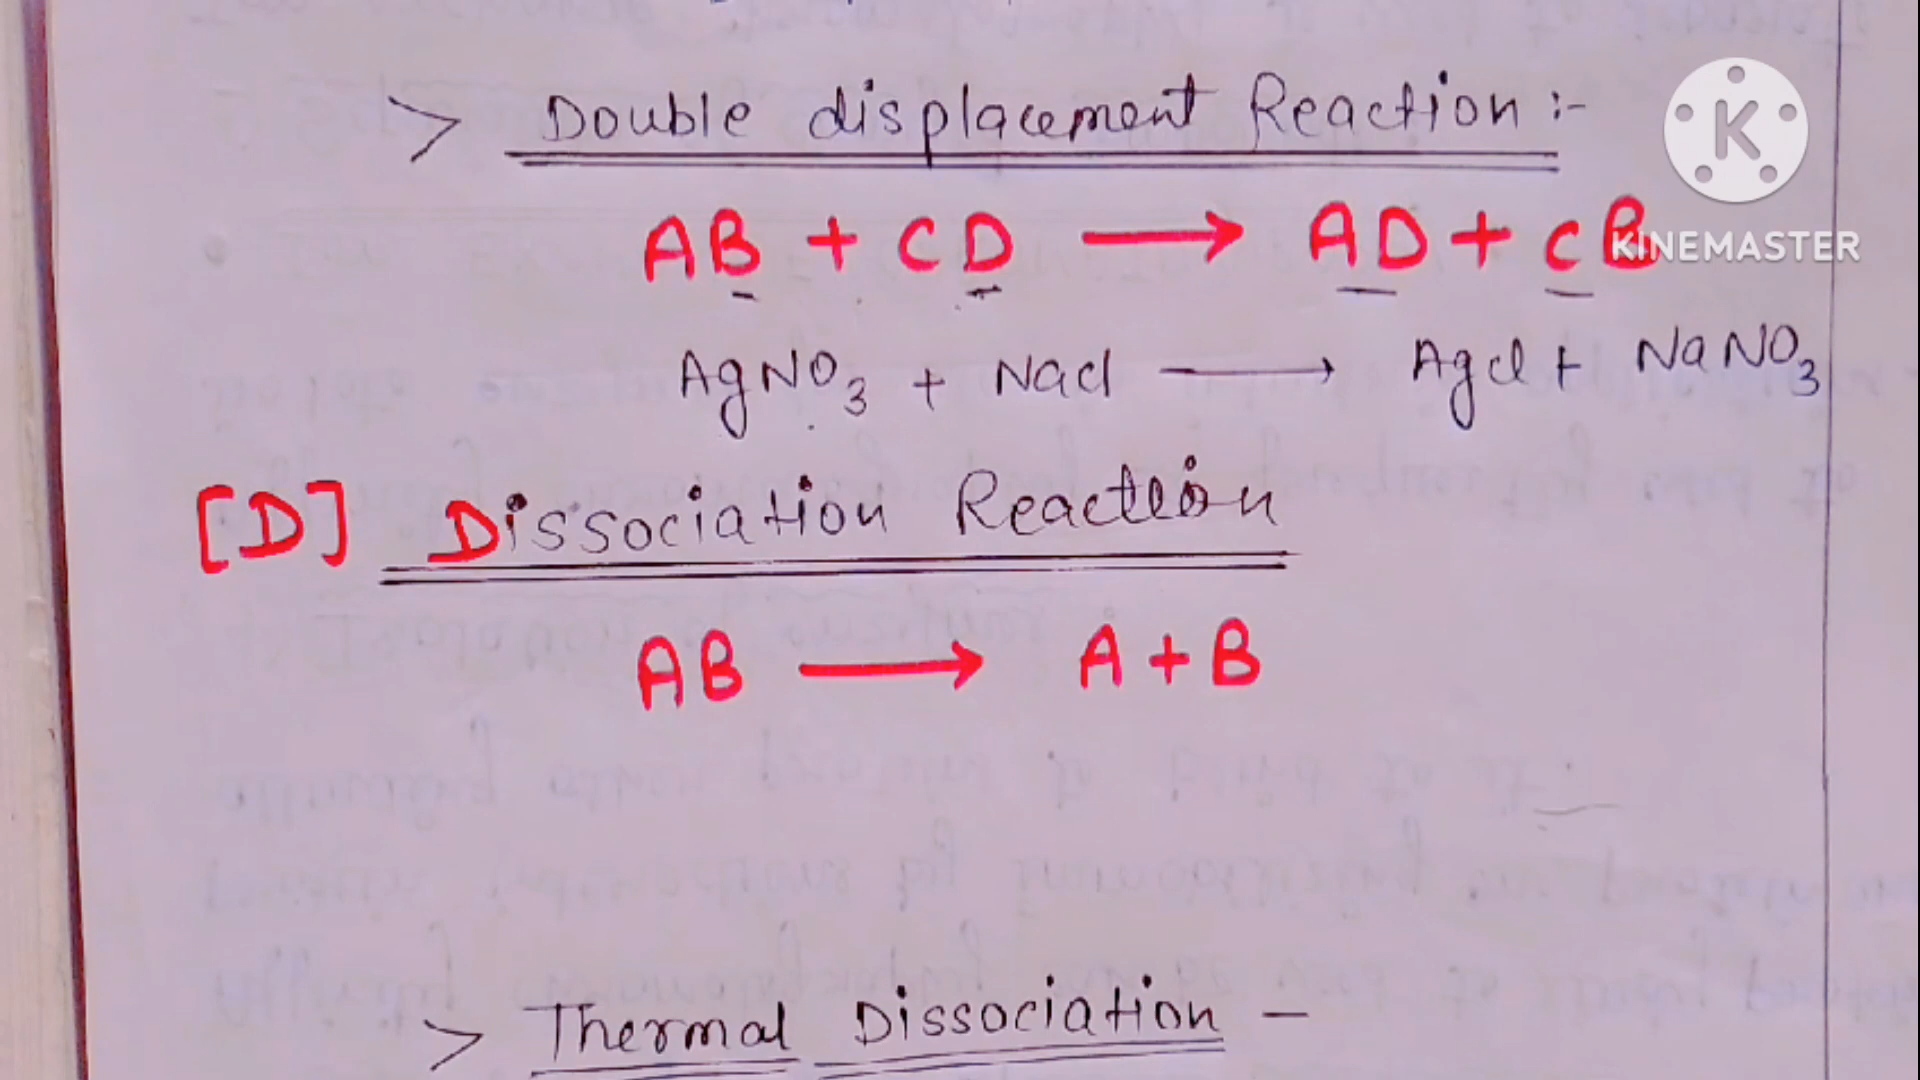 > Double displacement Reaction :-
AB + CD ⟶ AD + CB
KINEMASTER
AgNO₃ + Nacl ⟶ Agcl + NaNO₃
[D] Dissociation Reaction
AB ⟶ A + B
> Thermal Dissociation -